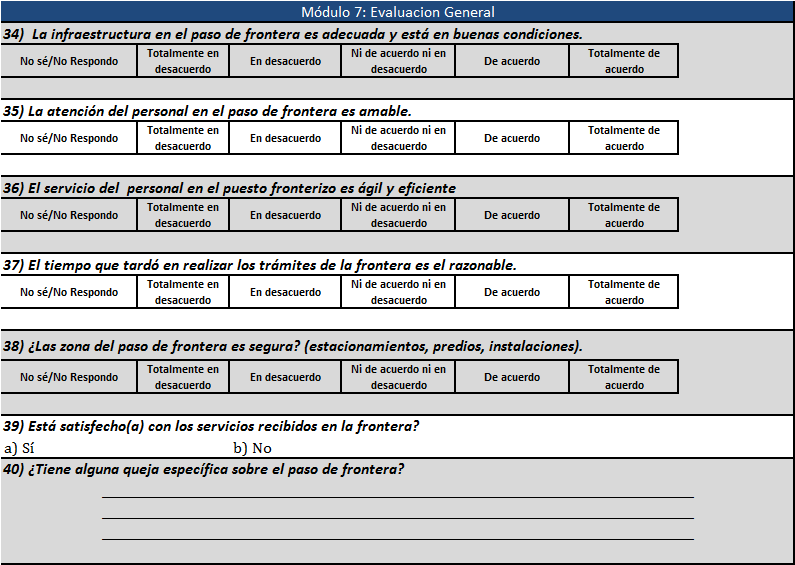 Módulo 7: Evaluacion General
34) La infraestructura en el paso de frontera es adecuada y está en buenas condiciones.
No sé/No Respondo Totalmente en desacuerdo En desacuerdo Ni de acuerdo ni en desacuerdo De acuerdo Totalmente de acuerdo
35) La atención del personal en el paso de frontera es amable.
No sé/No Respondo Totalmente en desacuerdo En desacuerdo Ni de acuerdo ni en desacuerdo De acuerdo Totalmente de acuerdo
36) El servicio del personal en el puesto fronterizo es ágil y eficiente
No sé/No Respondo Totalmente en desacuerdo En desacuerdo Ni de acuerdo ni en desacuerdo De acuerdo Totalmente de acuerdo
37) El tiempo que tardó en realizar los trámites de la frontera es el razonable.
No sé/No Respondo Totalmente en desacuerdo En desacuerdo Ni de acuerdo ni en desacuerdo De acuerdo Totalmente de acuerdo
38) ¿Las zona del paso de frontera es segura? (estacionamientos, predios, instalaciones).
No sé/No Respondo Totalmente en desacuerdo En desacuerdo Ni de acuerdo ni en desacuerdo De acuerdo Totalmente de acuerdo
39) Está satisfecho(a) con los servicios recibidos en la frontera?
a) Sí b) No
40) ¿Tiene alguna queja específica sobre el paso de frontera?